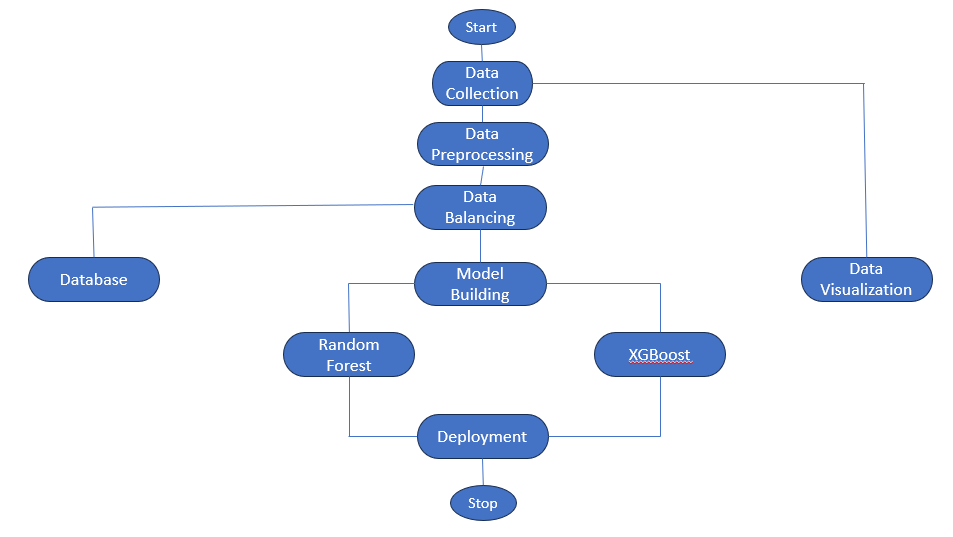 Start
Data
Collection
Data
Preprocessing
Data
Balancing
Database
Model
Building
Data
Visualization
Random
Forest
XGBoost
Deployment
Stop